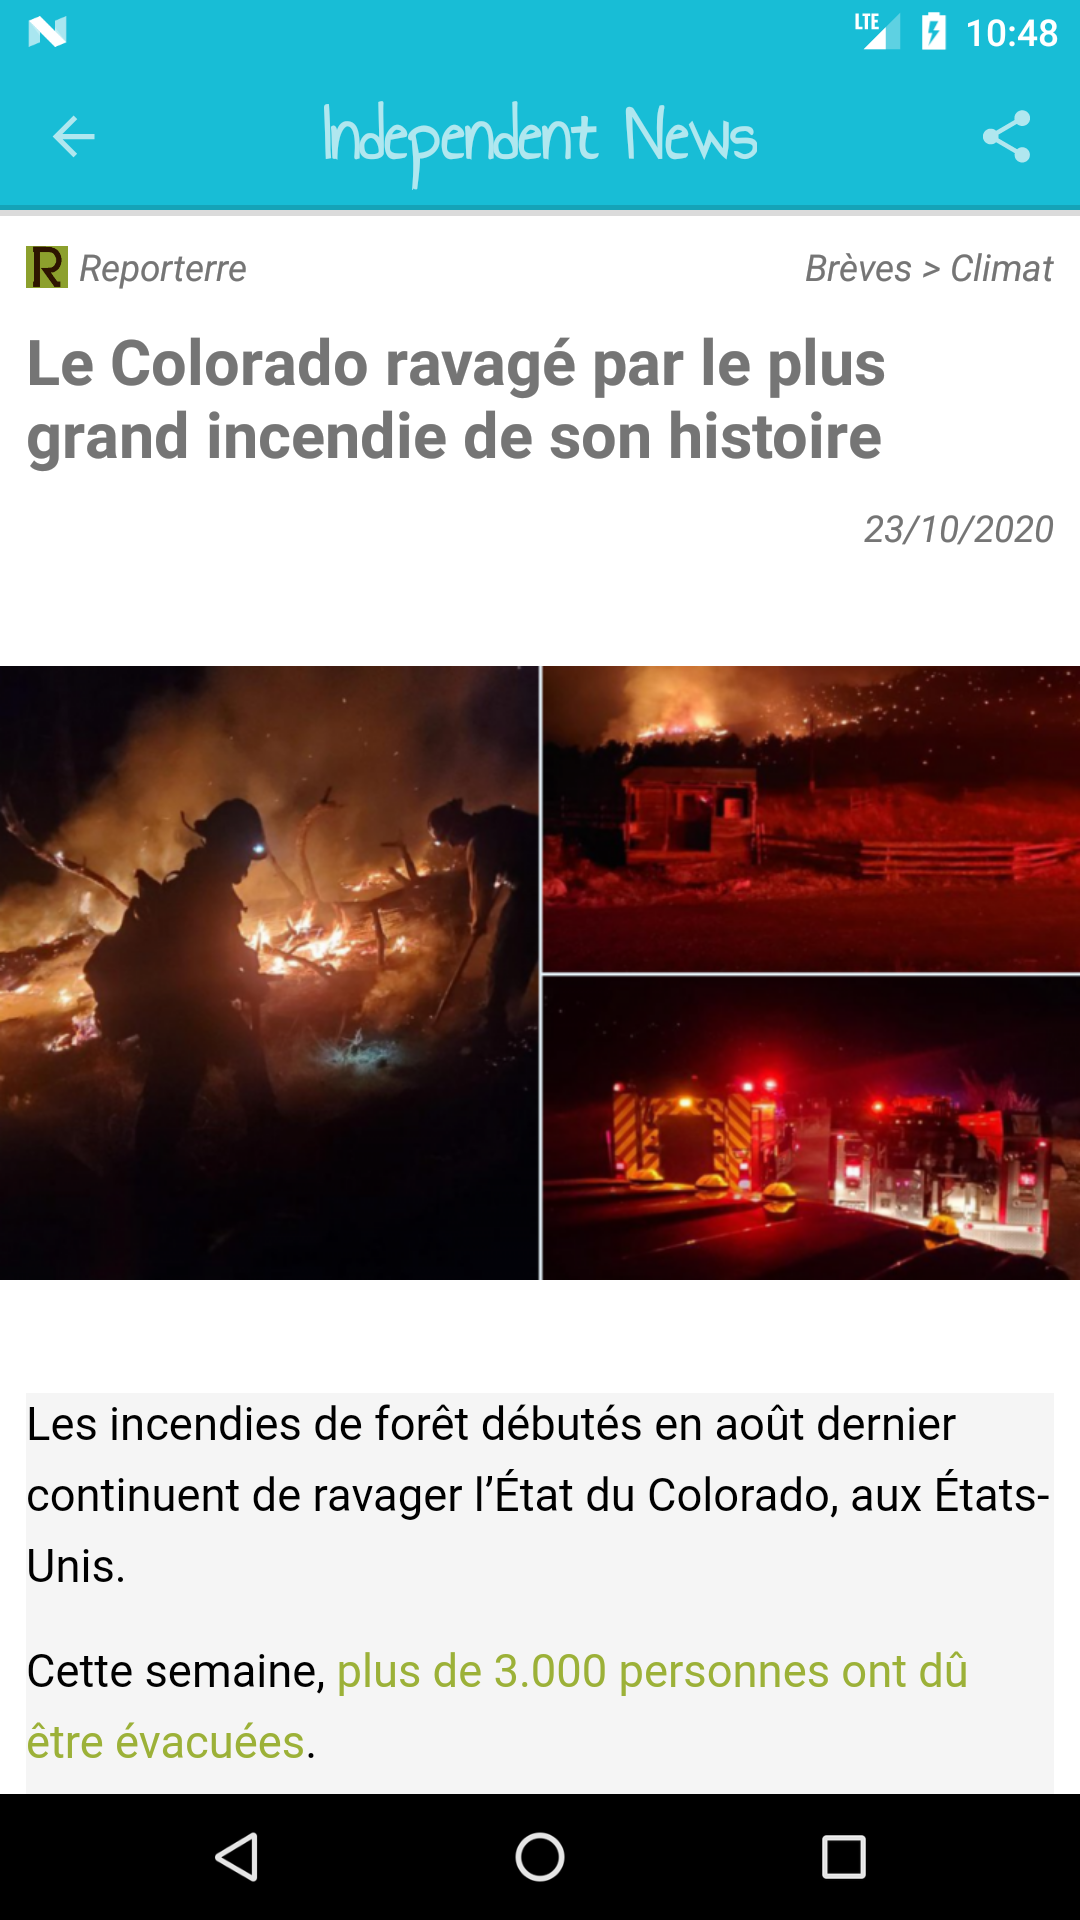 LTE 10:48
Independent News
R Reporterre Brèves > Climat
Le Colorado ravagé par le plus
grand incendie de son histoire
23/10/2020
Les incendies de forêt débutés en août dernier
continuent de ravager l’État du Colorado, aux États-
Unis.
Cette semaine, plus de 3.000 personnes ont dû
être évacuées.